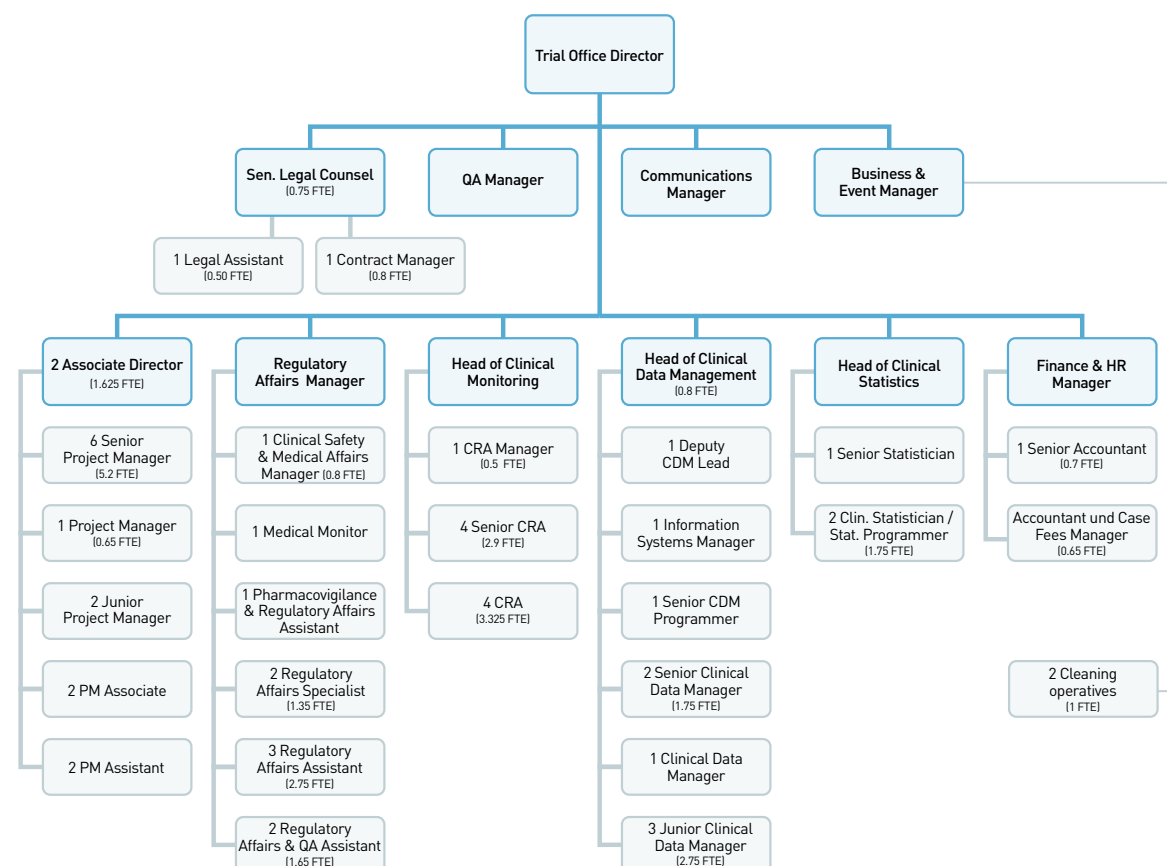 Trial Office Director
Sen. Legal Counsel
(0.75 FTE)
QA Manager
Communications
Manager
Business &
Event Manager
1 Legal Assistant
(0.50 FTE)
1 Contract Manager
(0.8 FTE)
2 Associate Director
(1.625 FTE)
Regulatory
Affairs Manager
Head of Clinical
Monitoring
Head of Clinical
Data Management
(0.8 FTE)
Head of Clinical
Statistics
Finance & HR
Manager
6 Senior
Project Manager
(5.2 FTE)
1 Clinical Safety
& Medical Affairs
Manager (0.8 FTE)
1 CRA Manager
(0.5 FTE)
1 Deputy
CDM Lead
1 Senior Statistician
1 Senior Accountant
(0.7 FTE)
1 Project Manager
(0.65 FTE)
1 Medical Monitor
4 Senior CRA
(2.9 FTE)
1 Information
Systems Manager
2 Clin. Statistician /
Stat. Programmer
(1.75 FTE)
Accountant und Case
Fees Manager
(0.65 FTE)
2 Junior
Project Manager
1 Pharmacovigilance
& Regulatory Affairs
Assistant
4 CRA
(3.325 FTE)
1 Senior CDM
Programmer
2 PM Associate
2 Regulatory
Affairs Specialist
(1.35 FTE)
2 Senior Clinical
Data Manager
(1.75 FTE)
2 Cleaning
operatives
(1 FTE)
2 PM Assistant
3 Regulatory
Affairs Assistant
(2.75 FTE)
1 Clinical Data
Manager
2 Regulatory
Affairs & QA Assistant
(1.65 FTE)
3 Junior Clinical
Data Manager
(2.75 FTE)